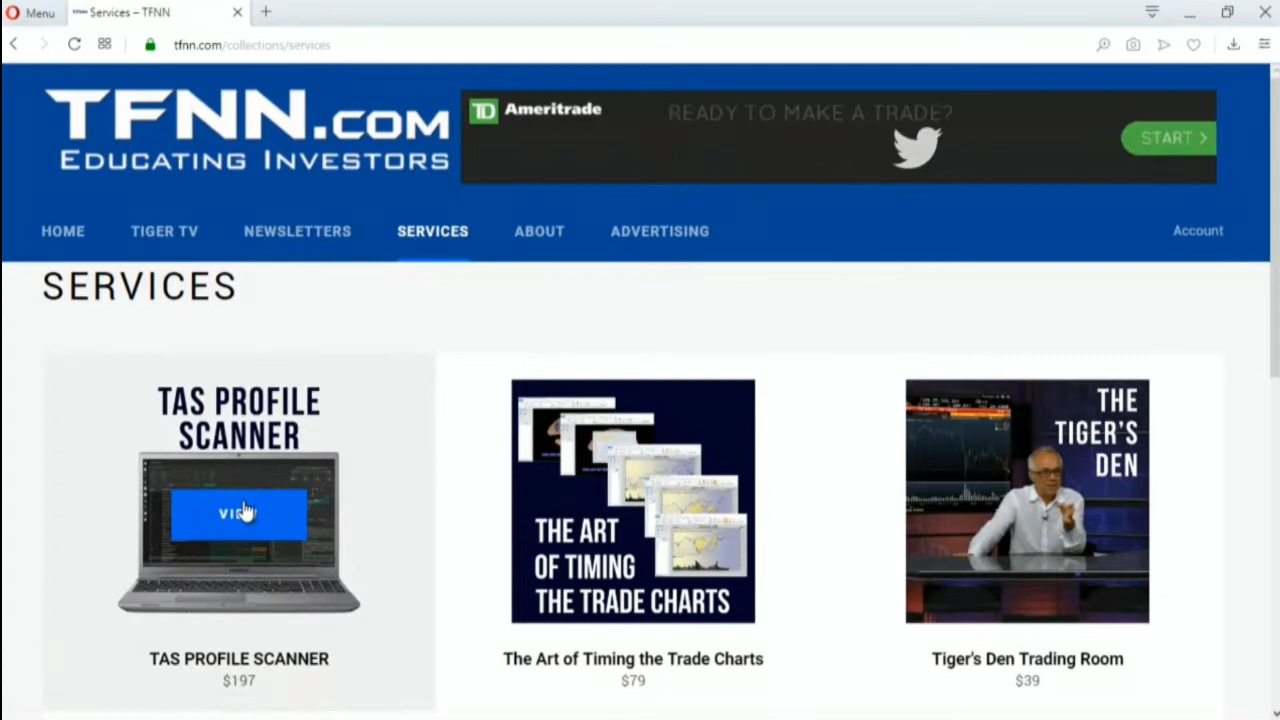 Menu
Services – TFNN
tfnn.com/collections/services
TFNN.COM
EDUCATING INVESTORS
TD Ameritrade
READY TO MAKE A TRADE?
START >
HOME
TIGER TV
NEWSLETTERS
SERVICES
ABOUT
ADVERTISING
Account
SERVICES
TAS PROFILE
SCANNER
THE ART
OF TIMING
THE TRADE CHARTS
THE
TIGER'S
DEN
TAS PROFILE SCANNER
$197
The Art of Timing the Trade Charts
$79
Tiger's Den Trading Room
$39